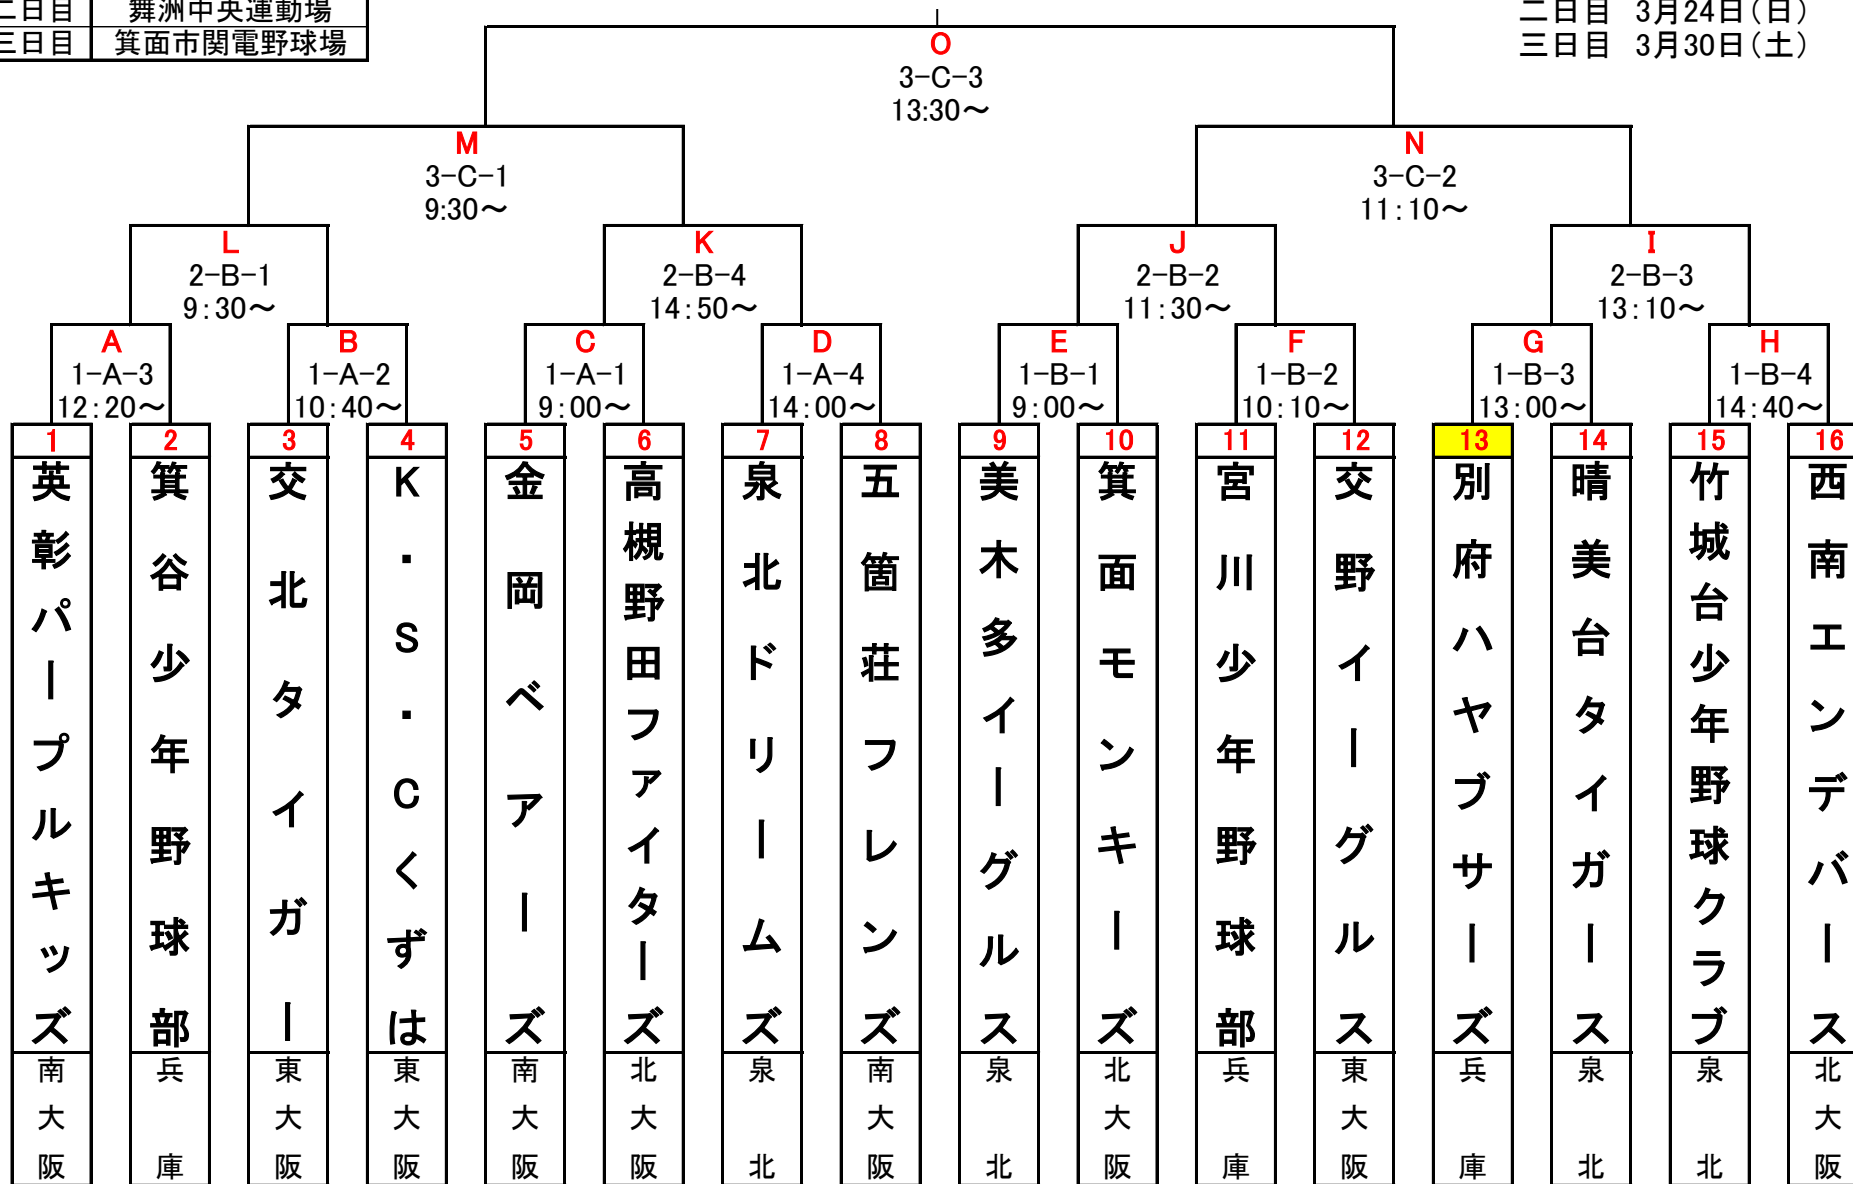 二日目 舞洲中央運動場
三日目 箕面市関電野球場
二日目 3月24日(日)
三日目 3月30日(土)
O
3-C-3
13:30～
M
3-C-1
9:30～
N
3-C-2
11:10～
L
2-B-1
9:30～
K
2-B-4
14:50～
J
2-B-2
11:30～
I
2-B-3
13:10～
A
1-A-3
12:20～
B
1-A-2
10:40～
C
1-A-1
9:00～
D
1-A-4
14:00～
E
1-B-1
9:00～
F
1-B-2
10:10～
G
1-B-3
13:00～
H
1-B-4
14:40～
1
英彰パープルキッズ
南大阪
2
箕谷少年野球部
兵庫
3
交北タイガー
東大阪
4
K・S・Cくずは
東大阪
5
金岡ベアーズ
南大阪
6
高槻野田ファイターズ
北大阪
7
泉北ドリームズ
泉北
8
五箇荘フレンズ
南大阪
9
美木多イーグルス
泉北
10
箕面モンキーズ
北大阪
11
宮川少年野球部
兵庫
12
交野イーグルス
東大阪
13
別府ハヤブサーズ
兵庫
14
晴美台タイガース
泉北
15
竹城台少年野球クラブ
泉北
16
西南エンデバース
北大阪